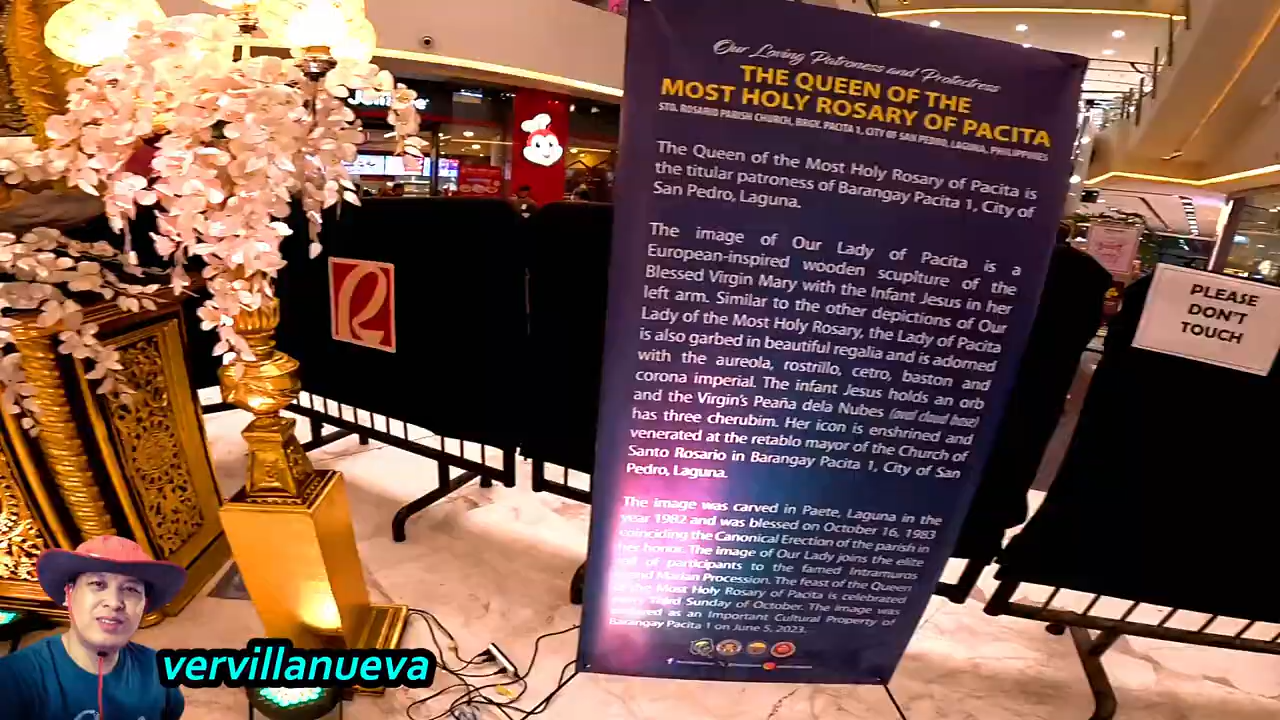 Our Loving Patroness and Protectress
THE QUEEN OF THE
MOST HOLY ROSARY OF PACITA
STO. ROSARIO PARISH CHURCH, BRGY. PACITA 1, CITY OF SAN PEDRO, LAGUNA, PHILIPPINES
The Queen of the Most Holy Rosary of Pacita is
the titular patroness of Barangay Pacita 1, City of
San Pedro, Laguna.
The image of Our Lady of Pacita is a
European-inspired wooden scuplture of the
Blessed Virgin Mary with the Infant Jesus in her
left arm. Similar to the other depictions of Our
Lady of the Most Holy Rosary, the Lady of Pacita
is also garbed in beautiful regalia and is adorned
with the aureola, rostrillo, cetro, baston and
corona imperial. The infant Jesus holds an orb
and the Virgin's Peaña dela Nubes (oval cloud base)
has three cherubim. Her icon is enshrined and
venerated at the retablo mayor of the Church of
Santo Rosario in Barangay Pacita 1, City of San
Pedro, Laguna.
The image was carved in Paete, Laguna in the
year 1982 and was blessed on October 16, 1983
coinciding the Canonical Erection of the parish in
her honor. The image of Our Lady joins the elite
roll of participants to the famed Intramuros
Grand Marian Procession. The feast of the Queen
of the Most Holy Rosary of Pacita is celebrated
every Third Sunday of October. The image was
as an Important Cultural Property of
Barangay Pacita 1 on June 5, 2023.
R
PLEASE
DON'T
TOUCH
vervillanueva